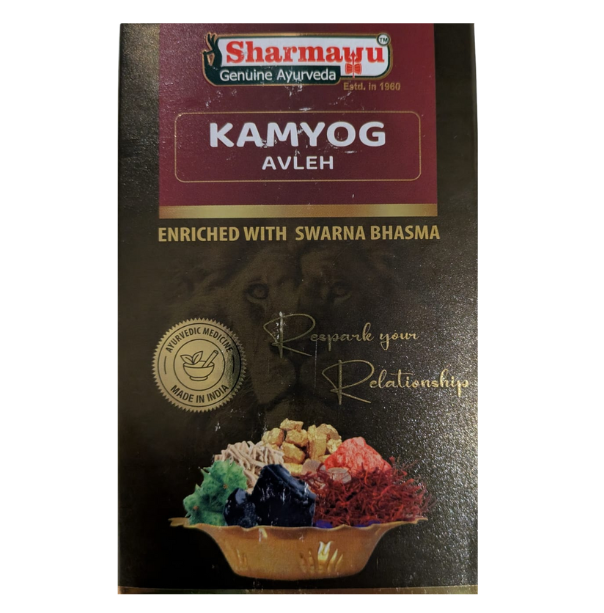 Sharmayu TM
Genuine Ayurveda
Estd. in 1960
KAMYOG
AVLEH
ENRICHED WITH SWARNA BHASMA
AYURVEDIC MEDICINE
MADE IN INDIA
Respark your
Relationship